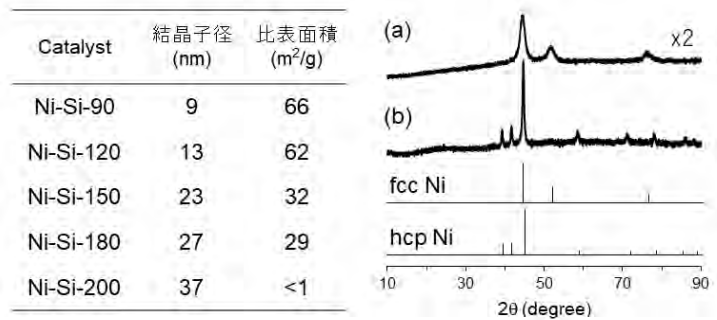 Catalyst 結晶子径 (nm) 比表面積 (m²/g)
Ni-Si-90 9 66
Ni-Si-120 13 62
Ni-Si-150 23 32
Ni-Si-180 27 29
Ni-Si-200 37 <1
(a) x2
(b)
fcc Ni
hcp Ni
10 30 50 70 90
2θ (degree)